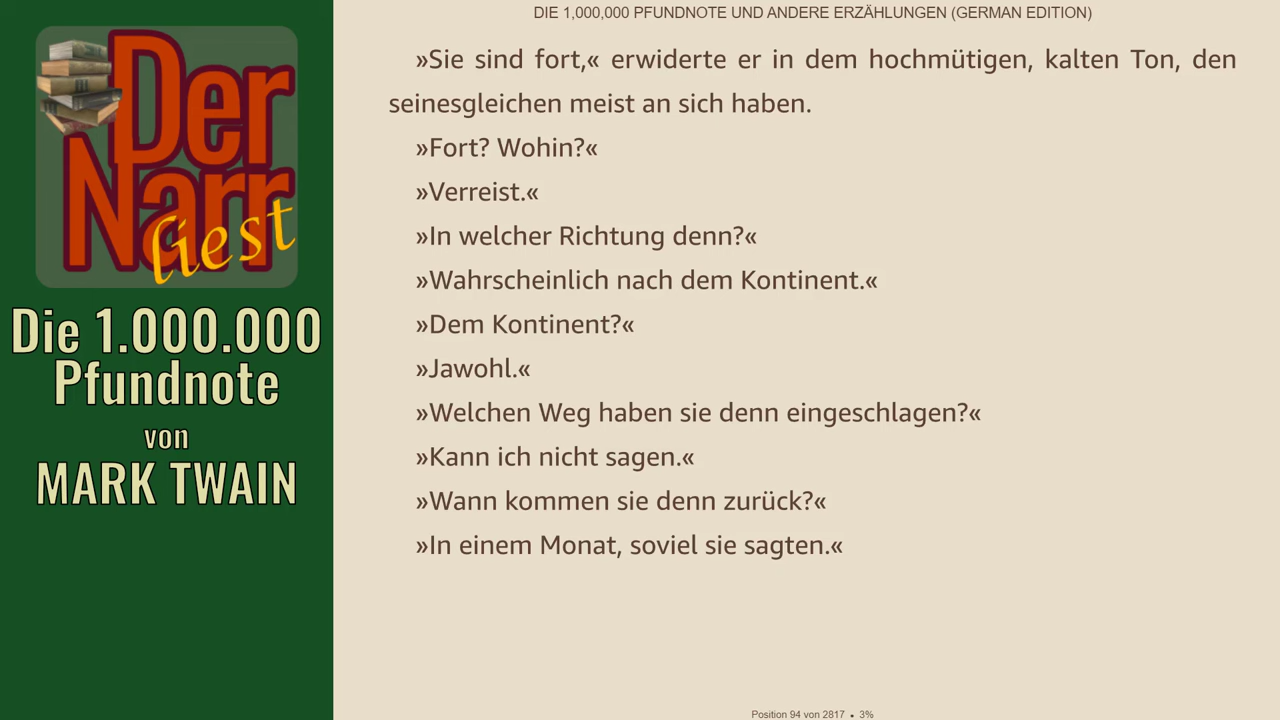 Der
Narr
liest
Die 1.000.000
Pfundnote
von
MARK TWAIN
DIE 1,000,000 PFUNDNOTE UND ANDERE ERZÄHLUNGEN (GERMAN EDITION)
»Sie sind fort,« erwiderte er in dem hochmütigen, kalten Ton, den
seinesgleichen meist an sich haben.
»Fort? Wohin?«
»Verreist.«
»In welcher Richtung denn?«
»Wahrscheinlich nach dem Kontinent.«
»Dem Kontinent?«
»Jawohl.«
»Welchen Weg haben sie denn eingeschlagen?«
»Kann ich nicht sagen.«
»Wann kommen sie denn zurück?«
»In einem Monat, soviel sie sagten.«
Position 94 von 2817 • 3%